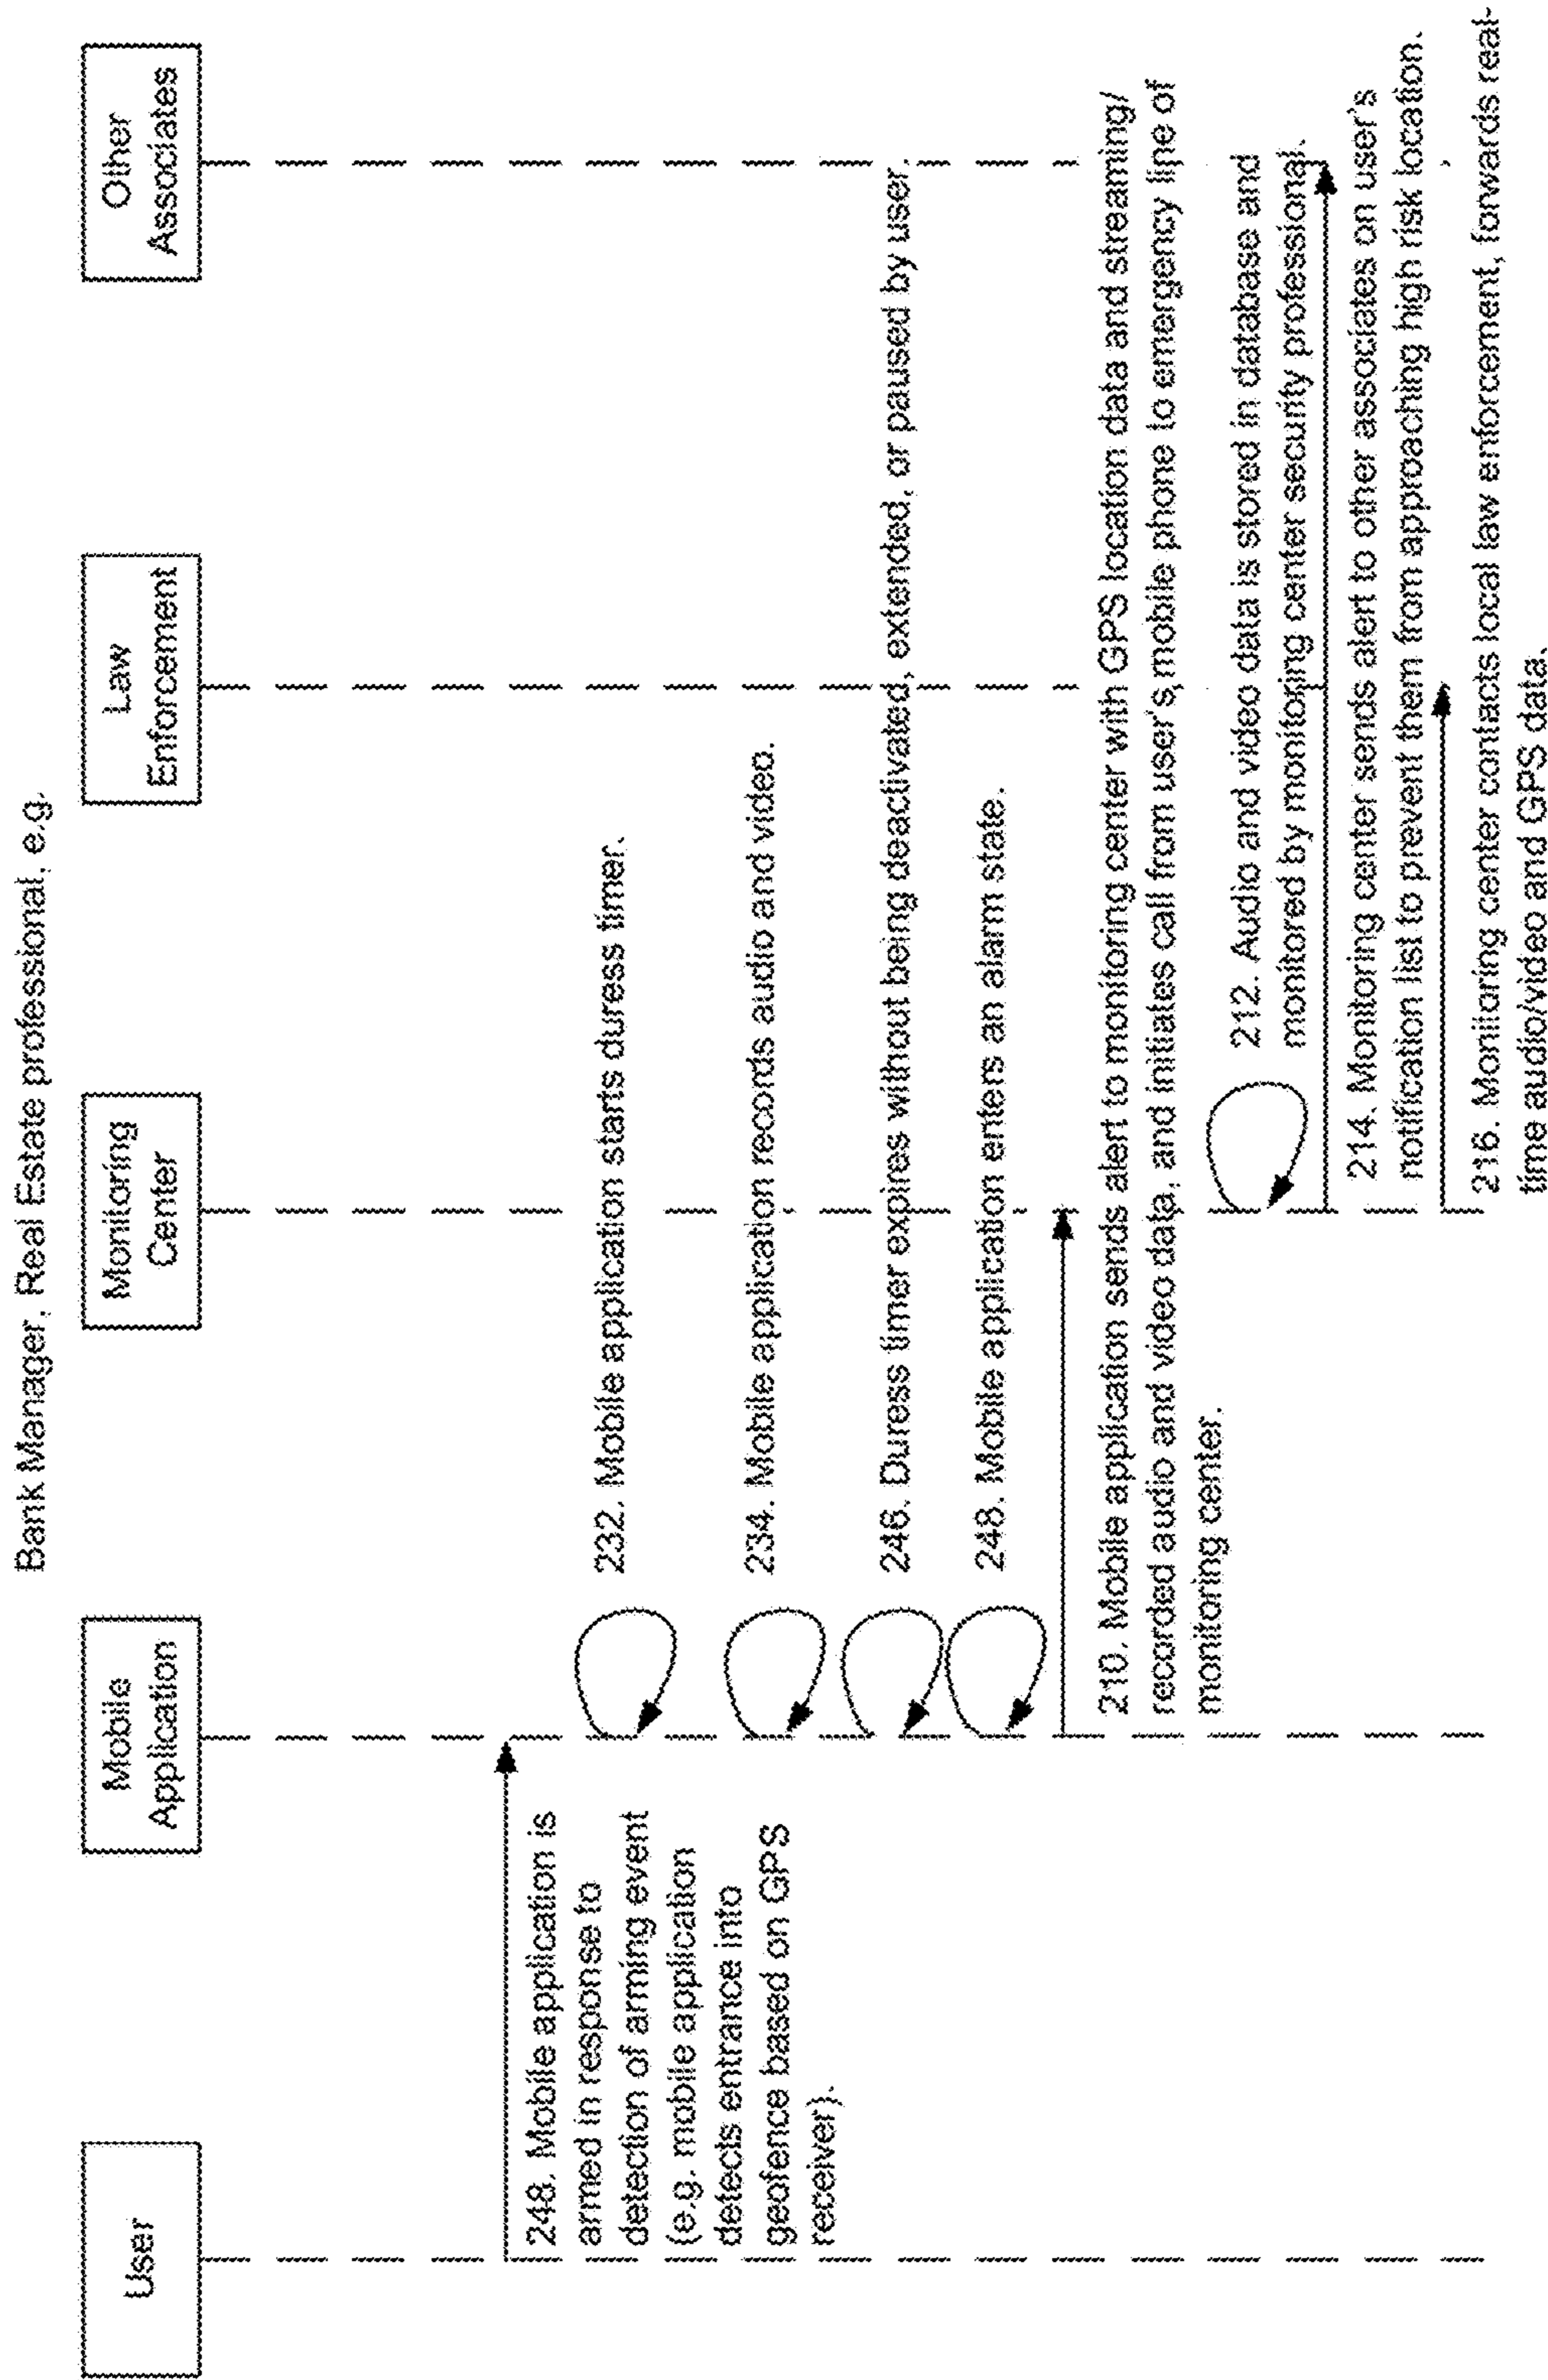 Bank Manager, Real Estate professional, e.g.
User
Mobile
Application
Monitoring
Center
Law
Enforcement
Other
Associates
248. Mobile application is
armed in response to
detection of arming event
(e.g. mobile application
detects entrance into
geofence based on GPS
receiver).
232. Mobile application starts duress timer.
234. Mobile application records audio and video.
246. Duress timer expires without being deactivated, extended, or paused by user.
248. Mobile application enters an alarm state.
210. Mobile application sends alert to monitoring center with GPS location data and streaming/
recorded audio and video data, and initiates call from user's mobile phone to emergency line of
monitoring center.
212. Audio and video data is stored in database and
monitored by monitoring center security professional.
214. Monitoring center sends alert to other associates on user's
notification list to prevent them from approaching high risk location.
216. Monitoring center contacts local law enforcement, forwards real-
time audio/video and GPS data.